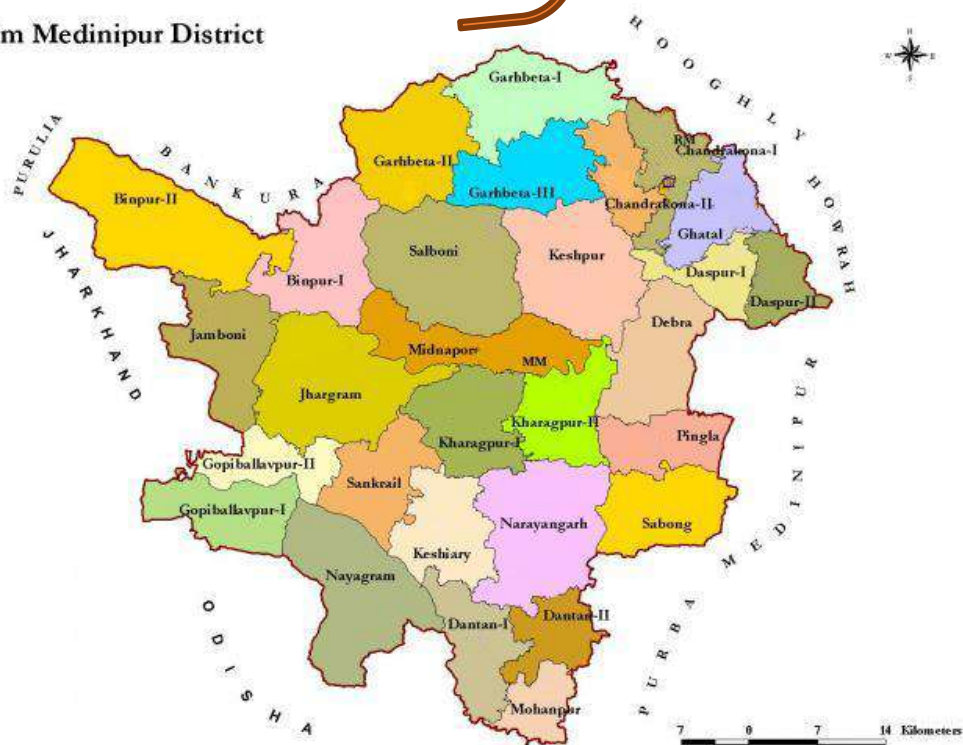 m Medinipur District
HOOGHLY
N
W E
S
Garhbeta-I
PURULIA
BANKURA
Garhbeta-II
RM
Chandrakona-I
Garhbeta-III
Binpur-II
Chandrakona-II
HOWRAH
Ghatal
Salboni
Keshpur
Daspur-I
JHARKHAND
Binpur-I
Daspur-II
Debra
Jamboni
Midnapore
MM
Jhargram
Kharagpur-II
Pingla
Kharagpur-I
Gopiballavpur-II
Sankrail
Gopiballavpur-I
Narayangarh
Sabong
Keshiary
PURBA MEDINIPUR
Nayagram
ODISHA
Dantan-I
Dantan-II
Mohanpur
7 0 7 14 Kilometers